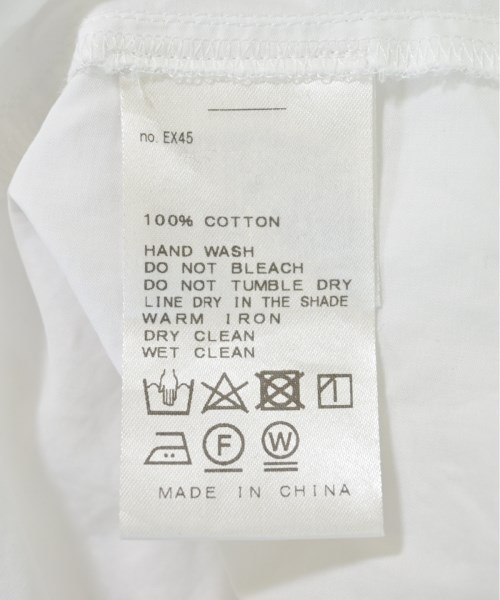 no. EX45
100% COTTON
HAND WASH
DO NOT BLEACH
DO NOT TUMBLE DRY
LINE DRY IN THE SHADE
WARM IRON
DRY CLEAN
WET CLEAN
F W
MADE IN CHINA